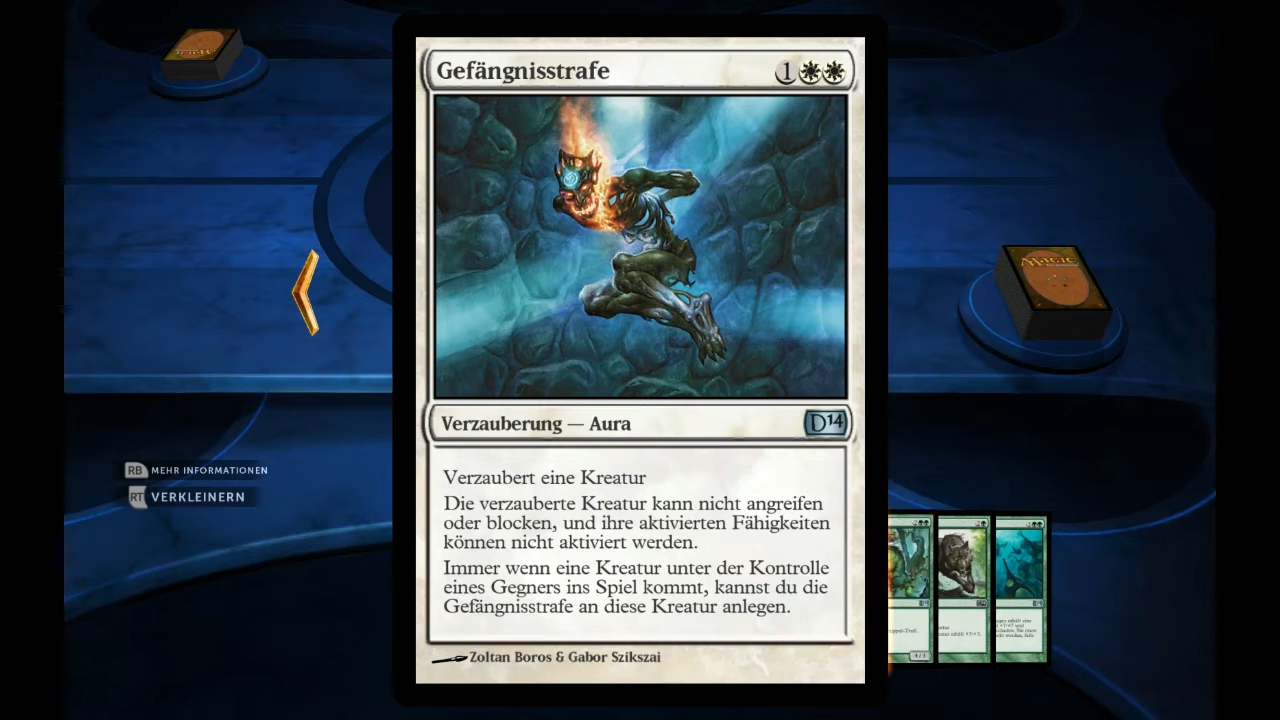 Gefängnisstrafe
1
Verzauberung — Aura
D14
Verzaubert eine Kreatur
Die verzauberte Kreatur kann nicht angreifen
oder blocken, und ihre aktivierten Fähigkeiten
können nicht aktiviert werden.
Immer wenn eine Kreatur unter der Kontrolle
eines Gegners ins Spiel kommt, kannst du die
Gefängnisstrafe an diese Kreatur anlegen.
Zoltan Boros & Gabor Szikszai
RB MEHR INFORMATIONEN
RT VERKLEINERN
MAGIC